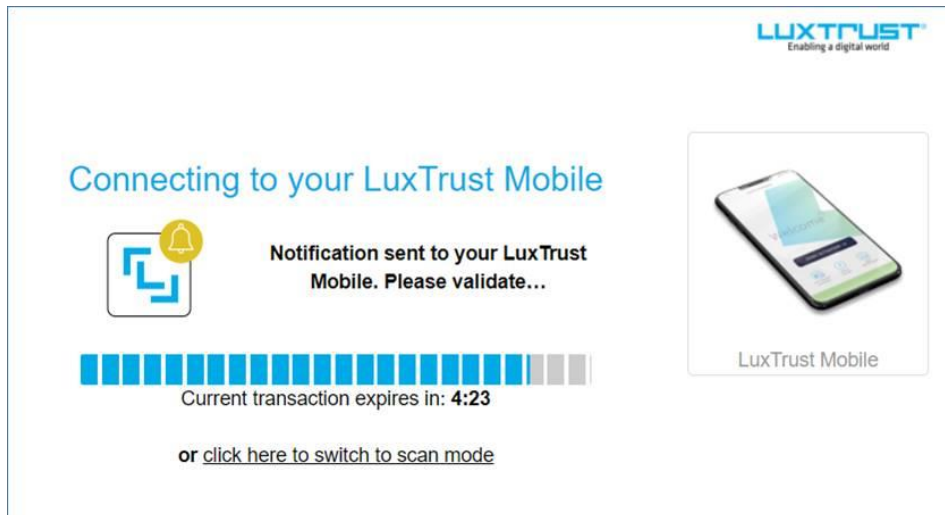 LUXTRUST®
Enabling a digital world
Connecting to your LuxTrust Mobile
Notification sent to your LuxTrust
Mobile. Please validate...
Welcome
LuxTrust Mobile
Current transaction expires in: 4:23
or click here to switch to scan mode